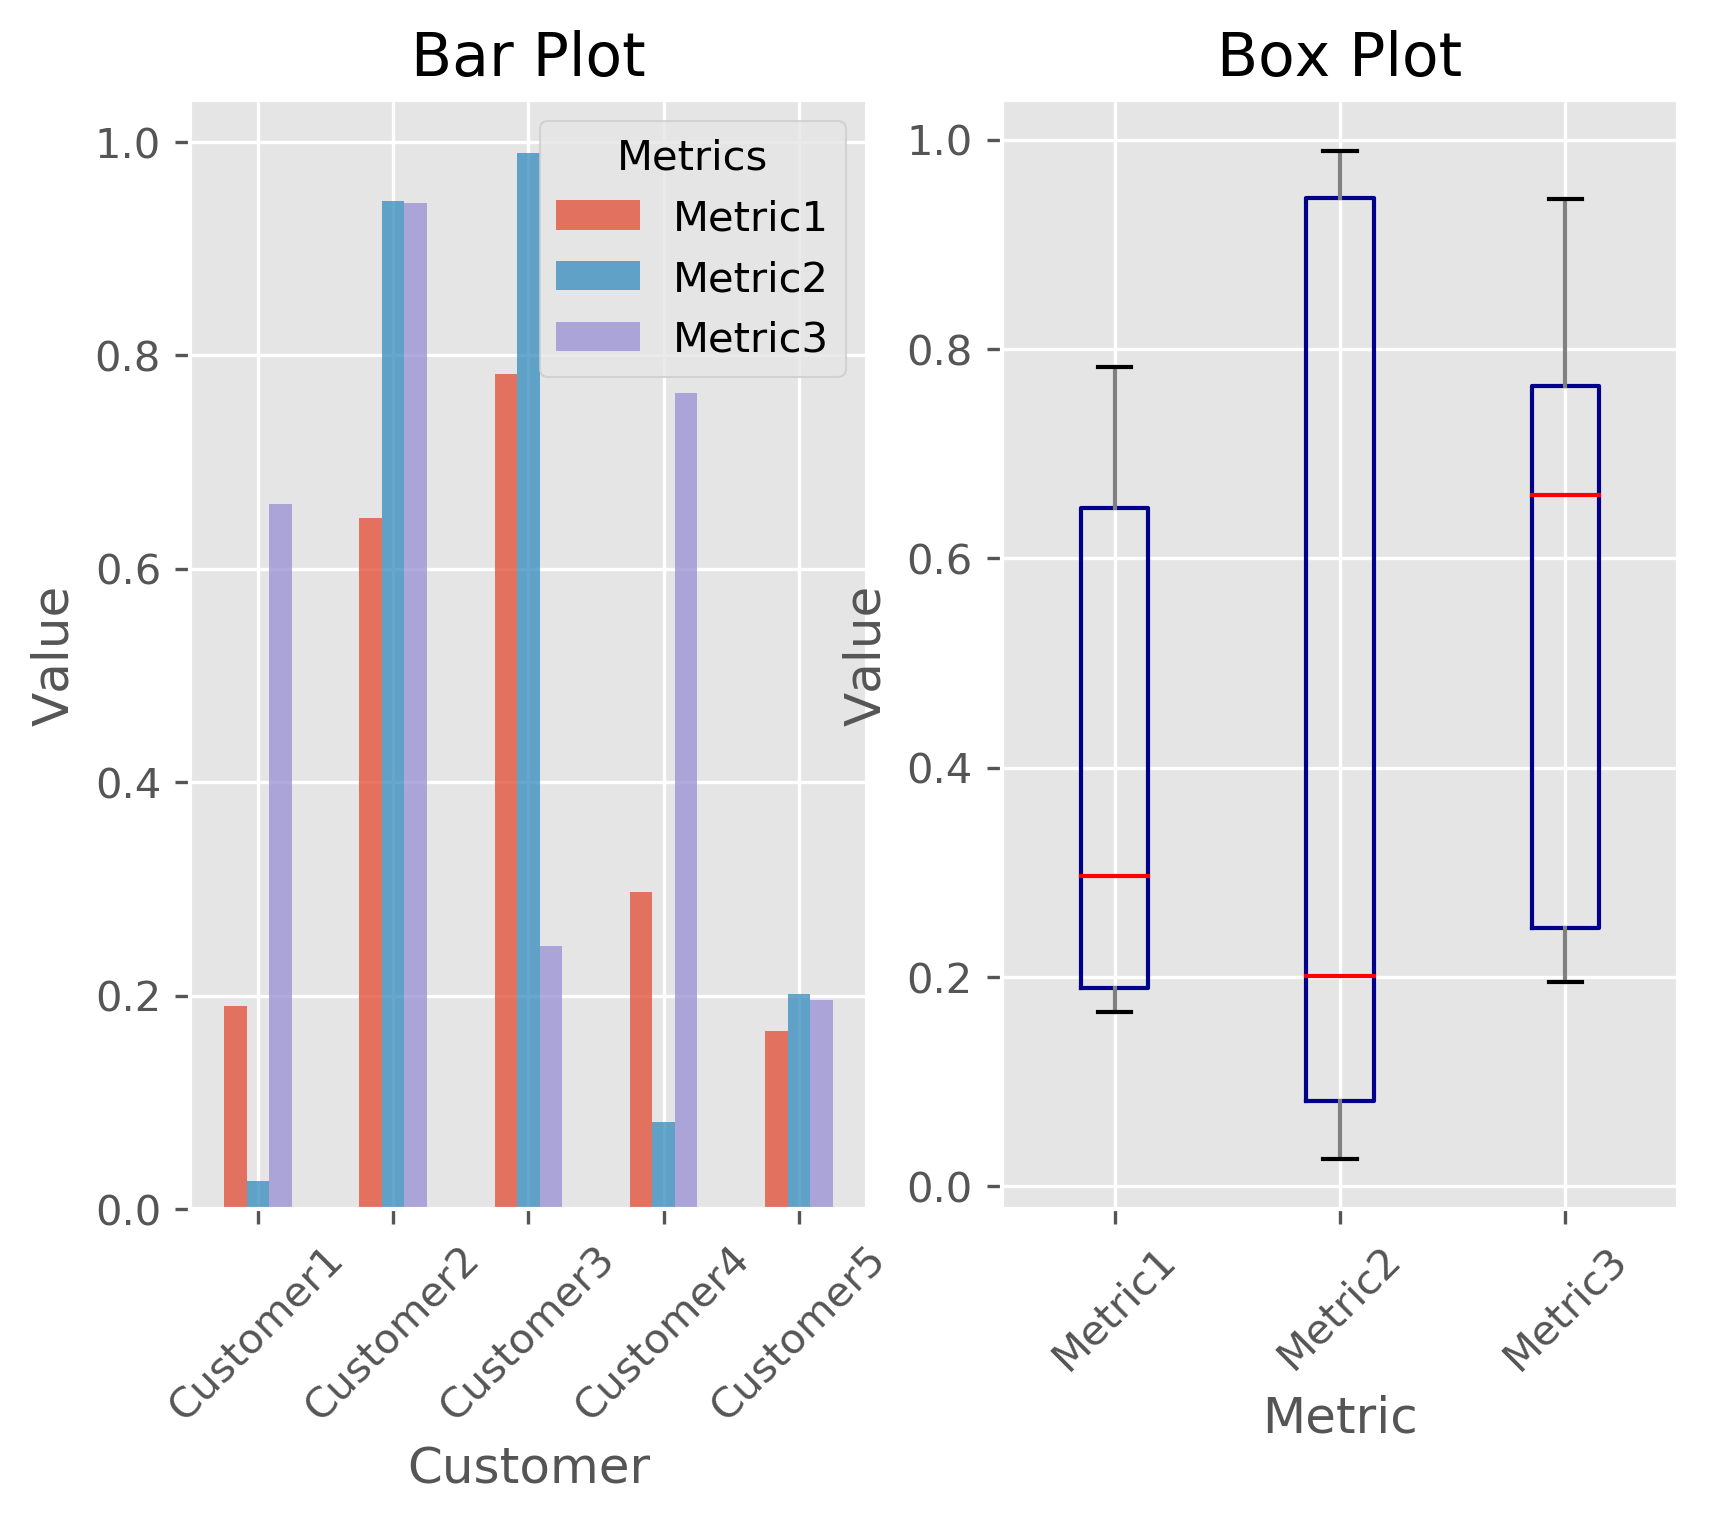 Bar Plot
Value
1.0
0.8
0.6
0.4
0.2
0.0
Metrics
Metric1
Metric2
Metric3
Customer1
Customer2
Customer3
Customer4
Customer5
Customer
Box Plot
Value
1.0
0.8
0.6
0.4
0.2
0.0
Metric1
Metric2
Metric3
Metric